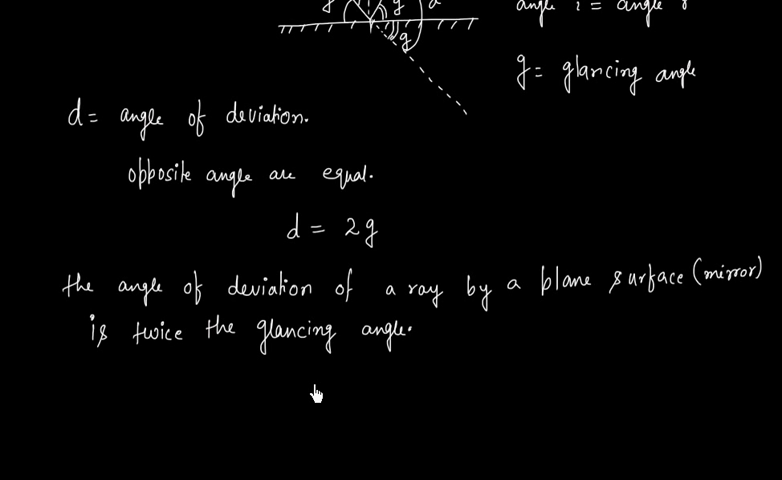 g g d angle i = angle r
g
g = glancing angle
d = angle of deviation.
opposite angle are equal.
d = 2g
the angle of deviation of a ray by a plane surface (mirror)
is twice the glancing angle.